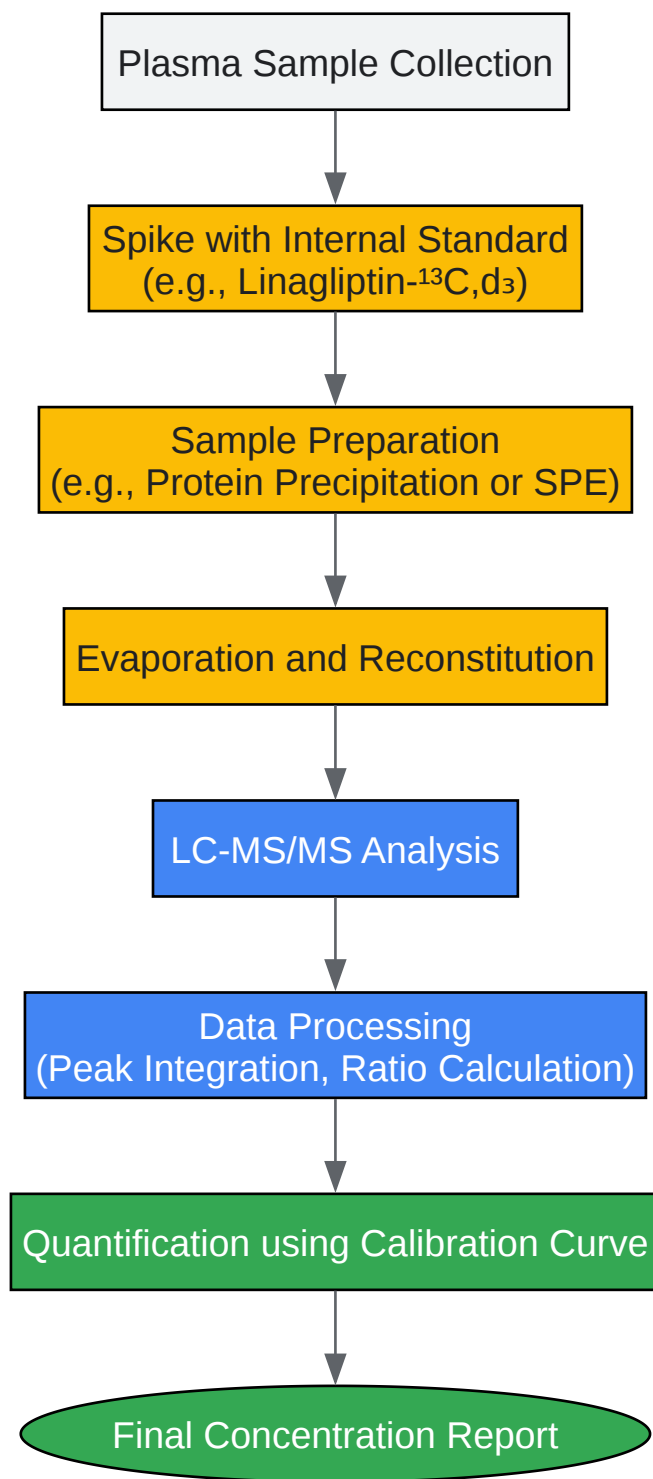 Plasma Sample Collection
Spike with Internal Standard
(e.g., Linagliptin-¹³C,d₃)
Sample Preparation
(e.g., Protein Precipitation or SPE)
Evaporation and Reconstitution
LC-MS/MS Analysis
Data Processing
(Peak Integration, Ratio Calculation)
Quantification using Calibration Curve
Final Concentration Report